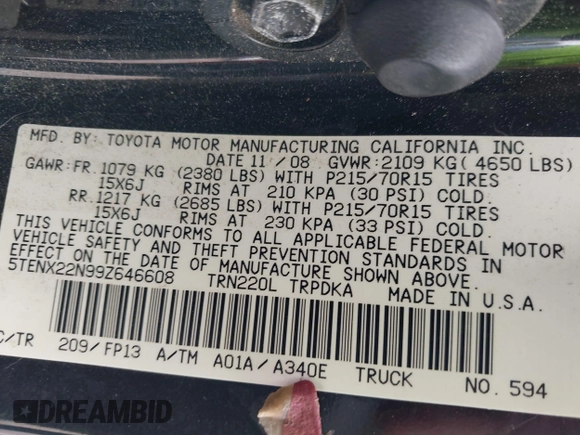 MFD. BY: TOYOTA MOTOR MANUFACTURING CALIFORNIA INC.
DATE 11 / 08 GVWR: 2109 KG ( 4650 LBS)
GAWR: FR. 1079 KG (2380 LBS) WITH P215/70R15 TIRES
15X6J RIMS AT 210 KPA (30 PSI) COLD.
RR. 1217 KG (2685 LBS) WITH P215/70R15 TIRES
15X6J RIMS AT 230 KPA (33 PSI) COLD.
THIS VEHICLE CONFORMS TO ALL APPLICABLE FEDERAL MOTOR
VEHICLE SAFETY AND THEFT PREVENTION STANDARDS IN
EFFECT ON THE DATE OF MANUFACTURE SHOWN ABOVE.
5TENX22N99Z646608 TRN220L TRPDKA MADE IN U.S.A.
C/TR 209/FP13 A/TM A01A/A340E TRUCK NO. 594
DREAMBID